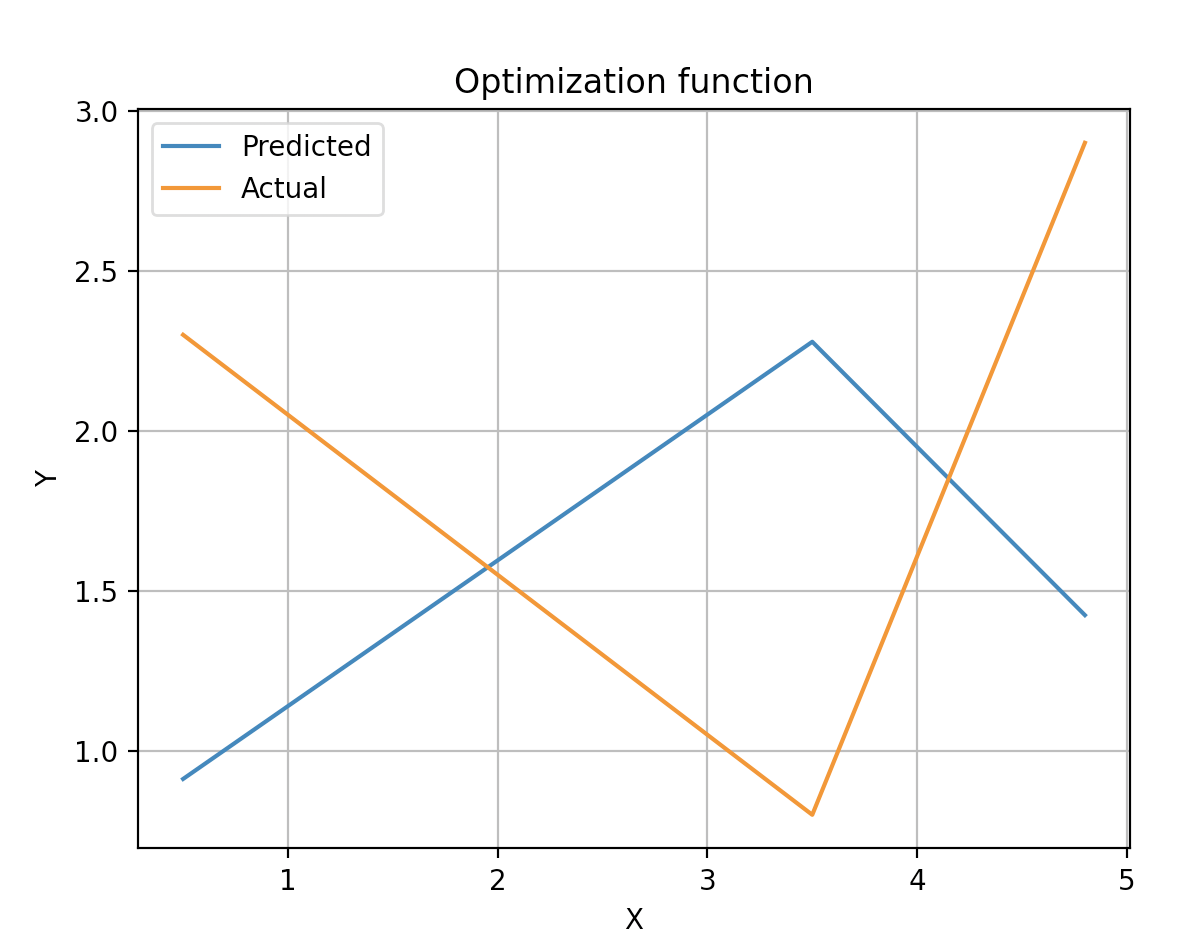 Optimization function
Predicted
Actual
3.0
2.5
2.0
1.5
1.0
Y
1 2 3 4 5
X